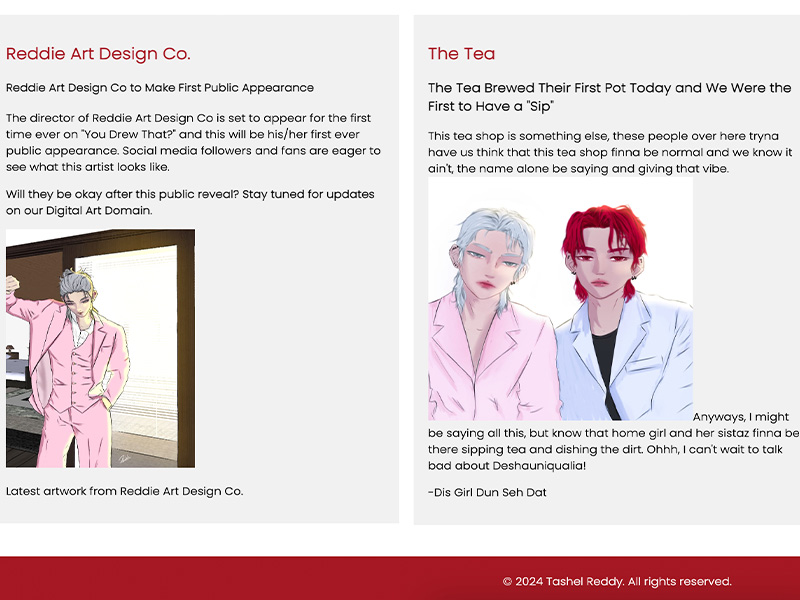 Reddie Art Design Co.
Reddie Art Design Co to Make First Public Appearance
The director of Reddie Art Design Co is set to appear for the first
time ever on "You Drew That?" and this will be his/her first ever
public appearance. Social media followers and fans are eager to
see what this artist looks like.
Will they be okay after this public reveal? Stay tuned for updates
on our Digital Art Domain.
Latest artwork from Reddie Art Design Co.
The Tea
The Tea Brewed Their First Pot Today and We Were the
First to Have a "Sip"
This tea shop is something else, these people over here tryna
have us think that this tea shop finna be normal and we know it
ain't, the name alone be saying and giving that vibe.
Anyways, I might
be saying all this, but know that home girl and her sistaz finna be
there sipping tea and dishing the dirt. Ohhh, I can't wait to talk
bad about Deshauniqualia!
-Dis Girl Dun Seh Dat
© 2024 Tashel Reddy. All rights reserved.